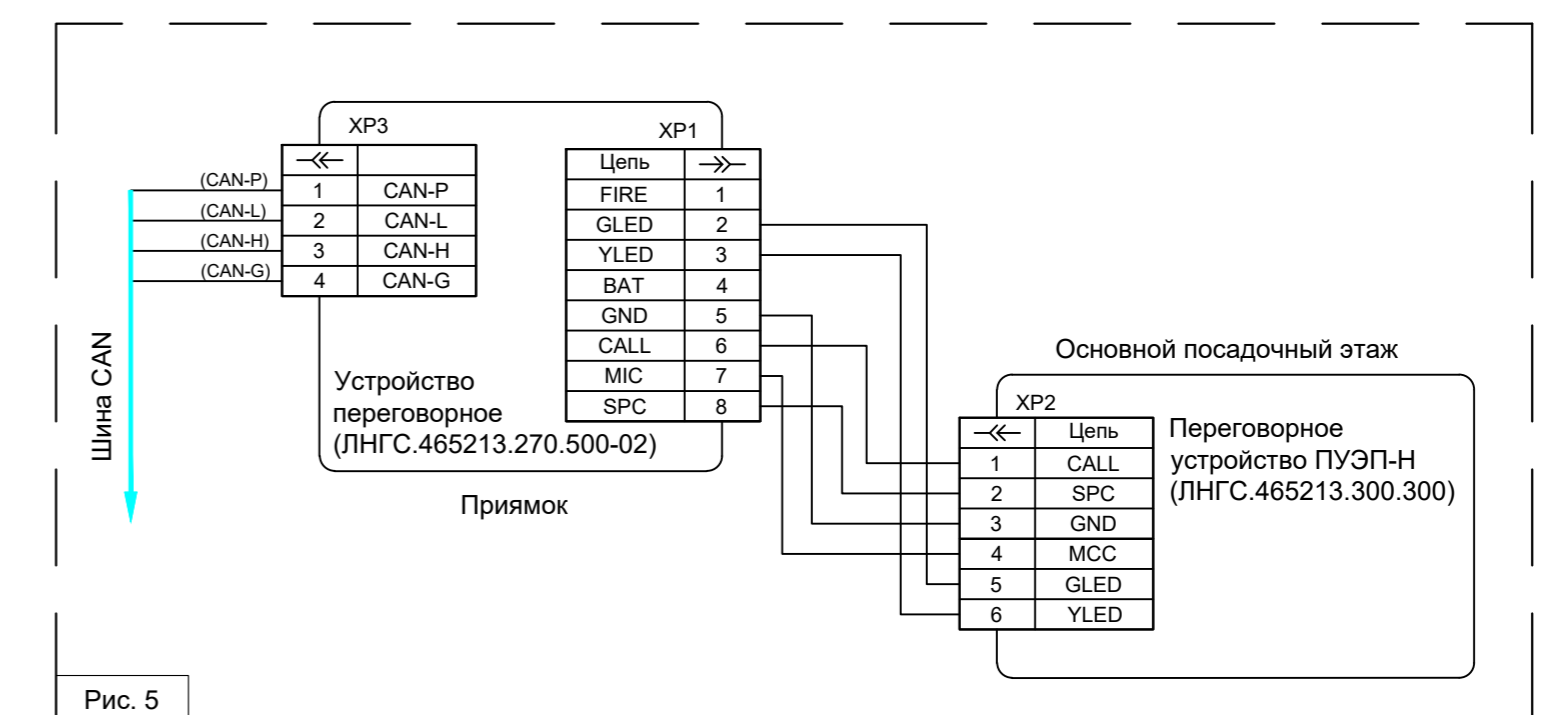 XP3
XP1
(CAN-P)
(CAN-L)
(CAN-H)
(CAN-G)
1 CAN-P
2 CAN-L
3 CAN-H
4 CAN-G
Цепь
FIRE 1
GLED 2
YLED 3
BAT 4
GND 5
CALL 6
MIC 7
SPC 8
Шина CAN
Устройство
переговорное
(ЛНГС.465213.270.500-02)
Приямок
Основной посадочный этаж
XP2
Цепь
1 CALL
2 SPC
3 GND
4 MCC
5 GLED
6 YLED
Переговорное
устройство ПУЭП-Н
(ЛНГС.465213.300.300)
Рис. 5